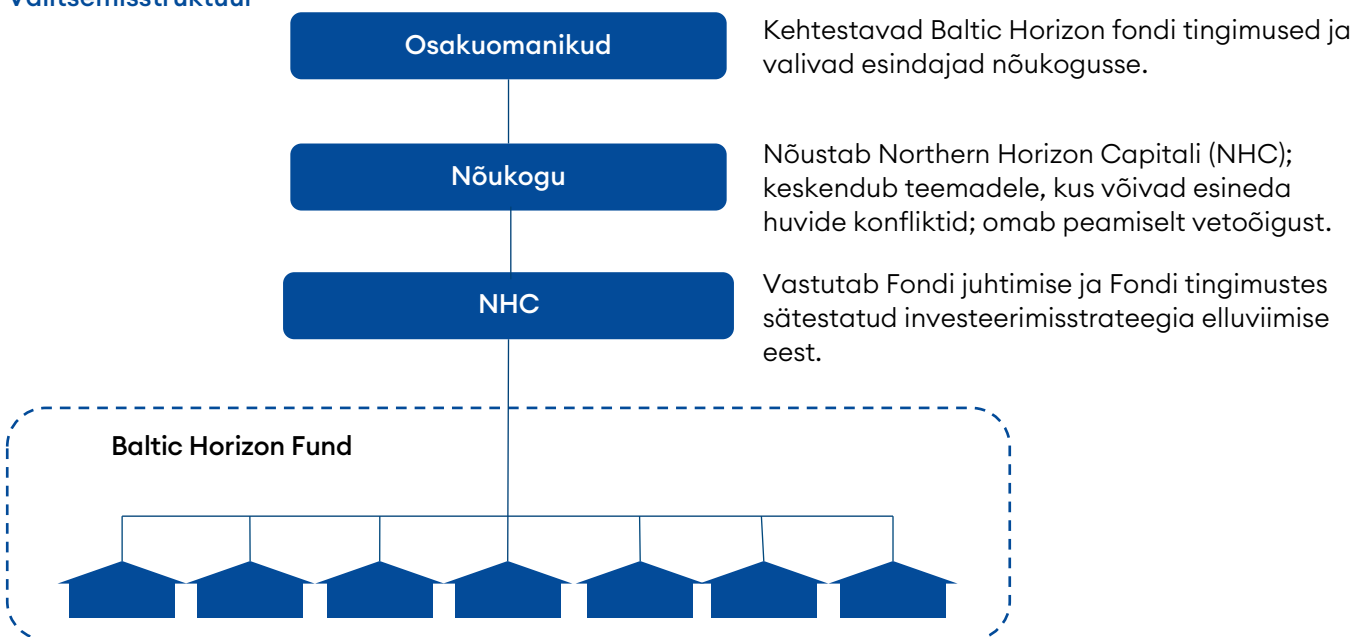 Valitsemisstruktuur
Osakuomanikud
Kehtestavad Baltic Horizon fondi tingimused ja
valivad esindajad nõukogusse.
Nõukogu
Nõustab Northern Horizon Capitali (NHC);
keskendub teemadele, kus võivad esineda
huvide konfliktid; omab peamiselt vetoõigust.
NHC
Vastutab Fondi juhtimise ja Fondi tingimustes
sätestatud investeerimisstrateegia elluviimise
eest.
Baltic Horizon Fund